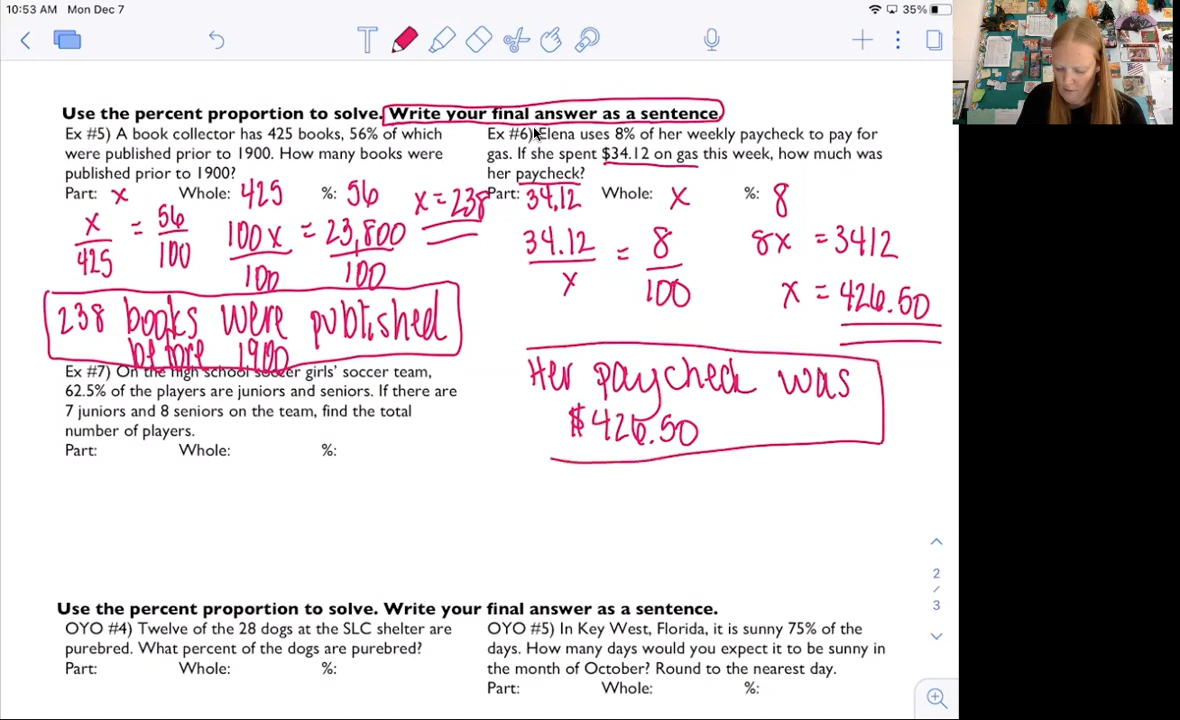 10:53 AM Mon Dec 7
35%
T
Use the percent proportion to solve. Write your final answer as a sentence.
Ex #5) A book collector has 425 books, 56% of which
were published prior to 1900. How many books were
published prior to 1900?
Part: x Whole: 425 %: 56
x = 238
x/425 = 56/100
100x/100 = 23,800/100
238 books were published
before 1900
Ex #6) Elena uses 8% of her weekly paycheck to pay for
gas. If she spent $34.12 on gas this week, how much was
her paycheck?
Part: 34.12 Whole: x %: 8
34.12/x = 8/100
8x = 3412
x = 426.50
Her paycheck was
$426.50
Ex #7) On the high school soccer girls' soccer team,
62.5% of the players are juniors and seniors. If there are
7 juniors and 8 seniors on the team, find the total
number of players.
Part: Whole: %:
2
/
3
Use the percent proportion to solve. Write your final answer as a sentence.
OYO #4) Twelve of the 28 dogs at the SLC shelter are
purebred. What percent of the dogs are purebred?
Part: Whole: %:
OYO #5) In Key West, Florida, it is sunny 75% of the
days. How many days would you expect it to be sunny in
the month of October? Round to the nearest day.
Part: Whole: %: